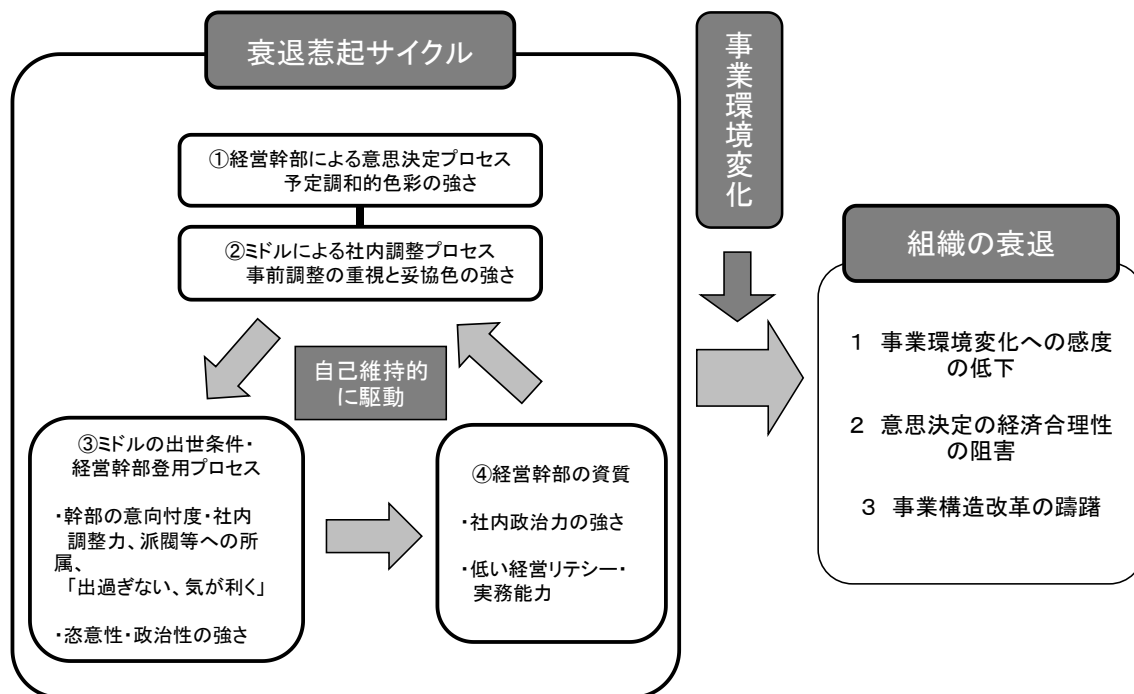 衰退惹起サイクル
①経営幹部による意思決定プロセス
予定調和的色彩の強さ
②ミドルによる社内調整プロセス
事前調整の重視と妥協色の強さ
自己維持的
に駆動
③ミドルの出世条件・
経営幹部登用プロセス
・幹部の意向忖度・社内
調整力、派閥等への所
属、
「出過ぎない、気が利く」
・恣意性・政治性の強さ
④経営幹部の資質
・社内政治力の強さ
・低い経営リテシー・
実務能力
事業環境変化
組織の衰退
1 事業環境変化への感度
の低下
2 意思決定の経済合理性
の阻害
3 事業構造改革の躊躇